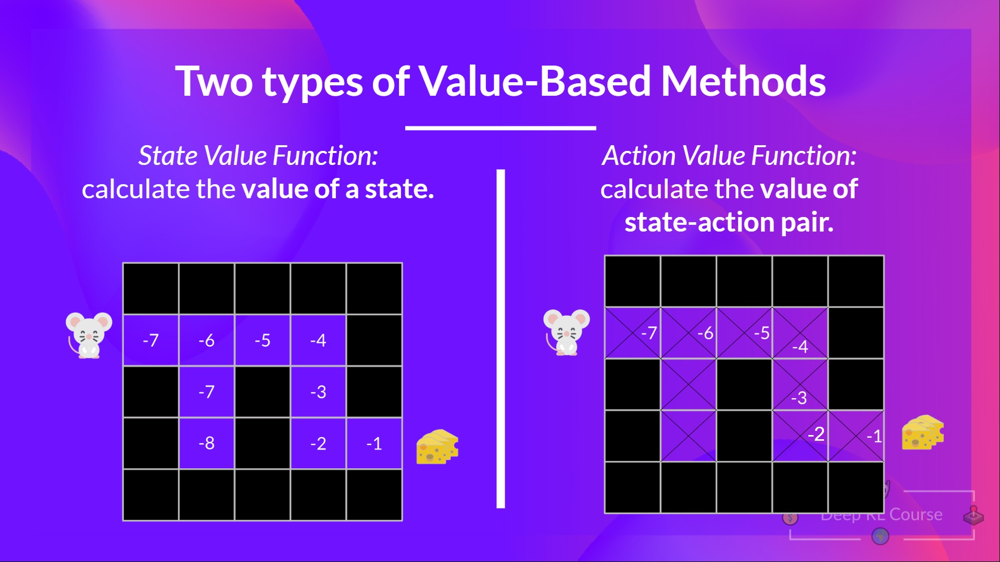 Two types of Value-Based Methods
State Value Function:
calculate the value of a state.
-7 -6 -5 -4
-7 -3
-8 -2 -1
Action Value Function:
calculate the value of
state-action pair.
-7 -6 -5 -4
-3
-2 -1
Deep RL Course